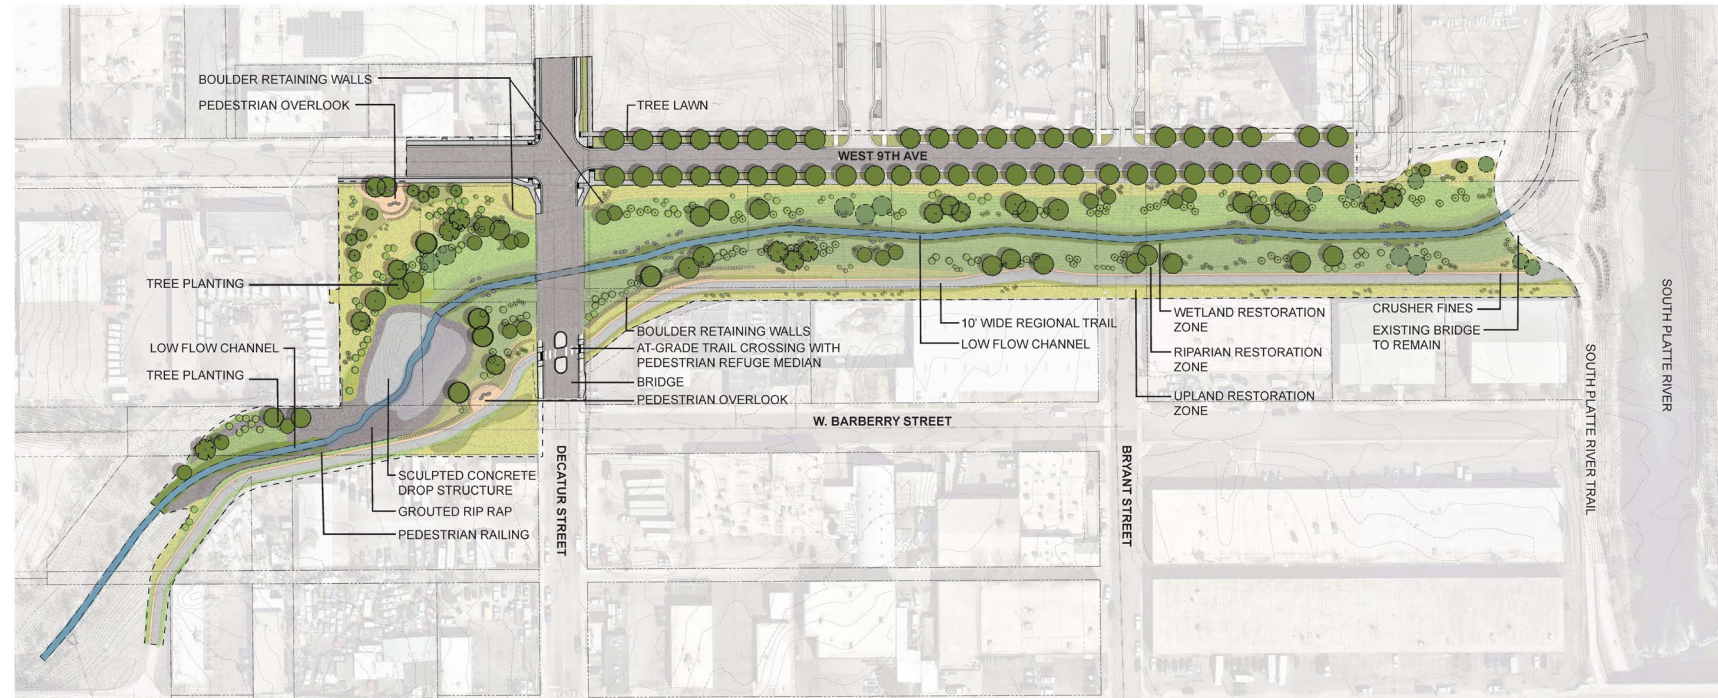 BOULDER RETAINING WALLS
PEDESTRIAN OVERLOOK
TREE LAWN
WEST 9TH AVE
TREE PLANTING
LOW FLOW CHANNEL
TREE PLANTING
BOULDER RETAINING WALLS
AT-GRADE TRAIL CROSSING WITH
PEDESTRIAN REFUGE MEDIAN
BRIDGE
PEDESTRIAN OVERLOOK
10' WIDE REGIONAL TRAIL
LOW FLOW CHANNEL
WETLAND RESTORATION
ZONE
RIPARIAN RESTORATION
ZONE
UPLAND RESTORATION
ZONE
CRUSHER FINES
EXISTING BRIDGE
TO REMAIN
SOUTH PLATTE RIVER
SOUTH PLATTE RIVER TRAIL
W. BARBERRY STREET
DECATUR STREET
BRYANT STREET
SCULPTED CONCRETE
DROP STRUCTURE
GROUTED RIP RAP
PEDESTRIAN RAILING